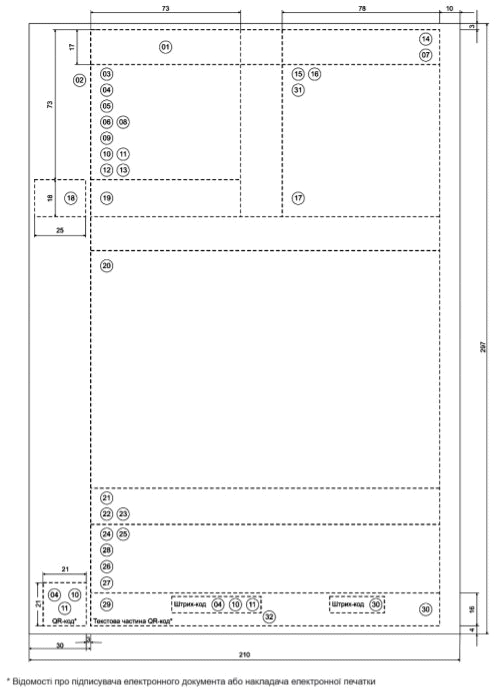 73 78 10
3
01 14
17 07
02 03 15 16
04 31
05
73 06 08
09
10 11
12 13
18 18 19 17
25
20
297
21
22 23
24 25
28
26
21 27
04 10 29 Штрих-код 04 10 11 Штрих-код 30 30
21 11 32 16
QR-код* Текстова частина QR-код*
4
30 3
210
* Відомості про підписувача електронного документа або накладача електронної печатки